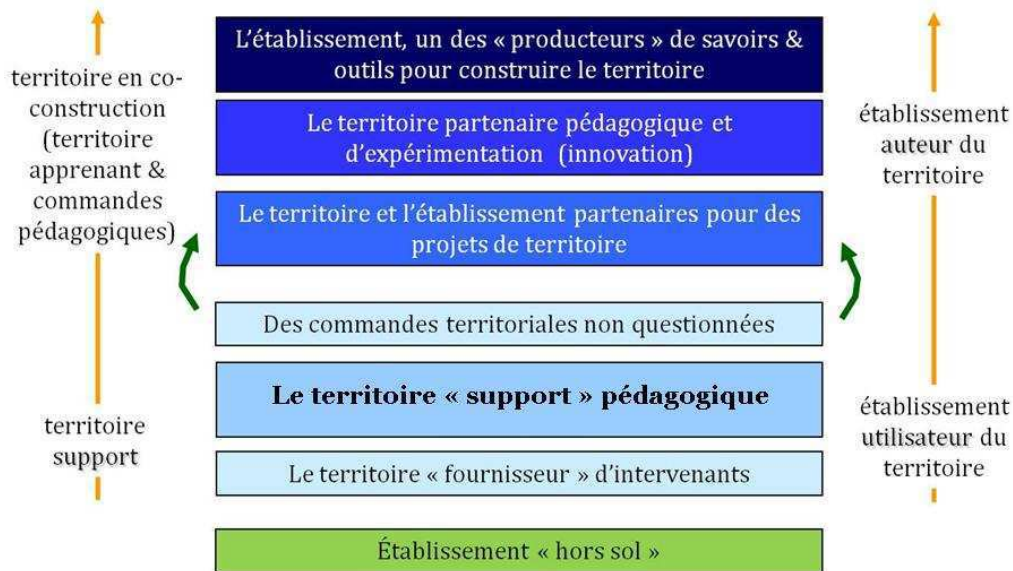 L’établissement, un des « producteurs » de savoirs &
outils pour construire le territoire
territoire en co-
construction
(territoire
apprenant &
commandes
pédagogiques)
Le territoire partenaire pédagogique et
d’expérimentation (innovation)
établissement
auteur du
territoire
Le territoire et l’établissement partenaires pour des
projets de territoire
Des commandes territoriales non questionnées
Le territoire « support » pédagogique
territoire
support
établissement
utilisateur du
territoire
Le territoire « fournisseur » d’intervenants
Établissement « hors sol »